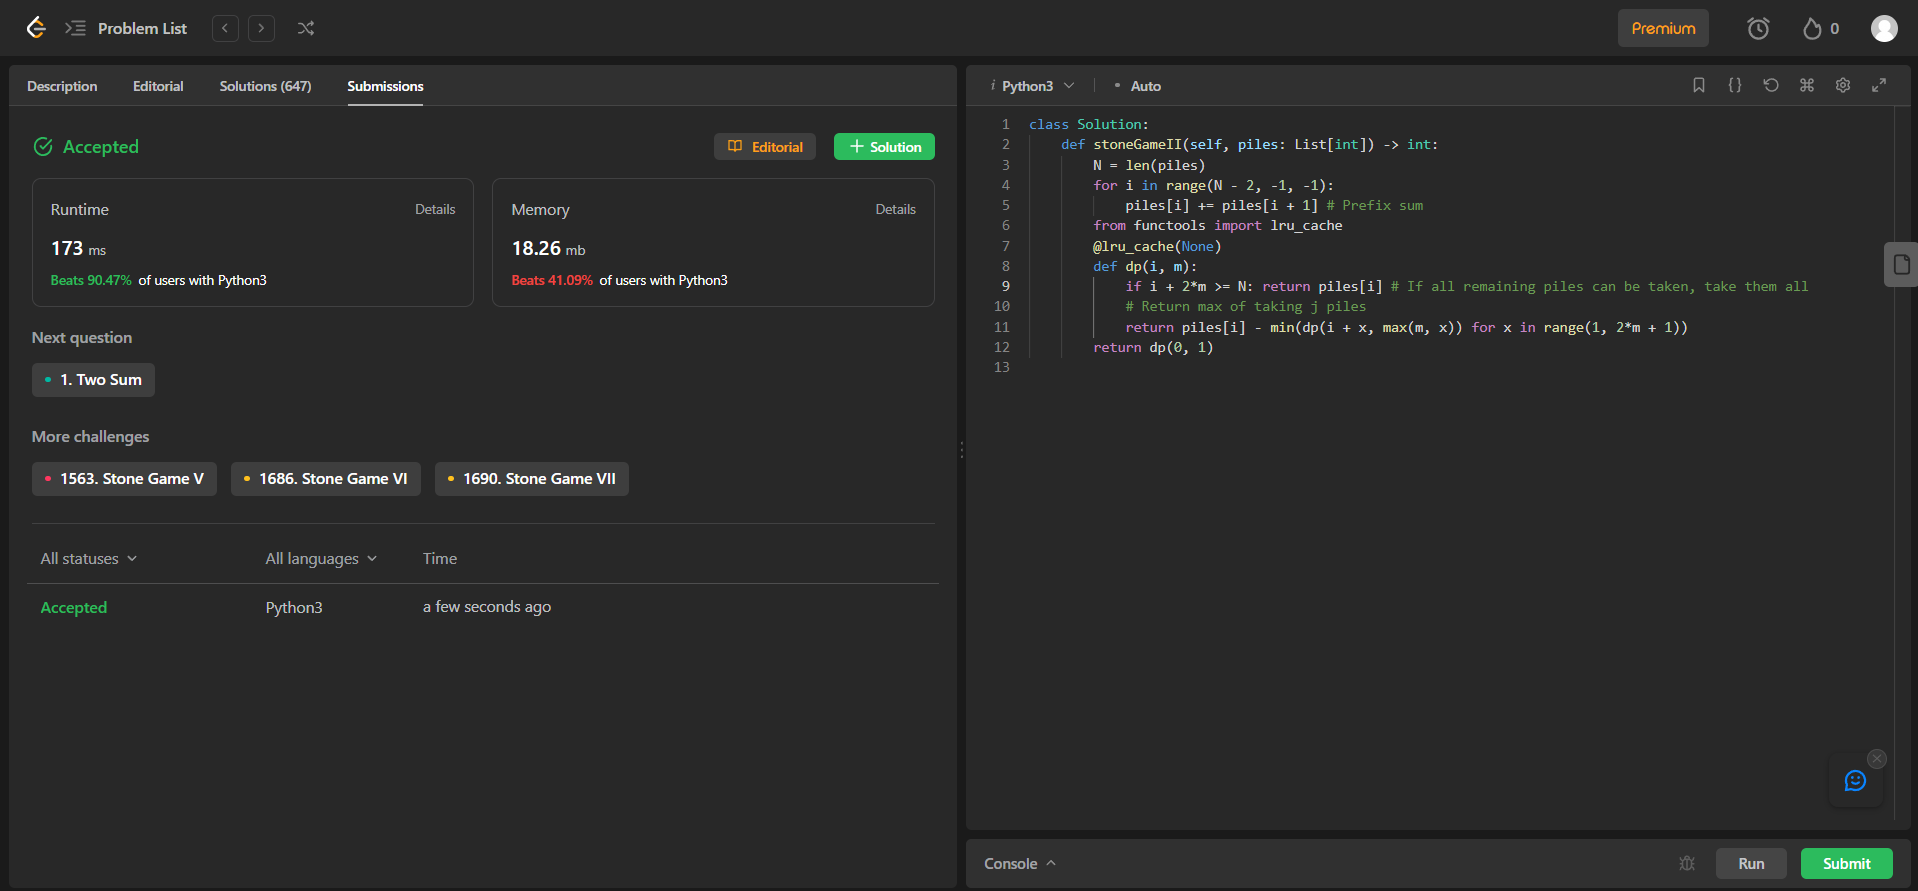 Problem List
Premium
0
Description Editorial Solutions (647) Submissions
Accepted
Editorial
Solution
Runtime Details
173 ms
Beats 90.47% of users with Python3
Memory Details
18.26 mb
Beats 41.09% of users with Python3
Next question
1. Two Sum
More challenges
1563. Stone Game V
1686. Stone Game VI
1690. Stone Game VII
All statuses All languages Time
Accepted Python3 a few seconds ago
i Python3 • Auto
1 class Solution:
2 def stoneGameII(self, piles: List[int]) -> int:
3 N = len(piles)
4 for i in range(N - 2, -1, -1):
5 piles[i] += piles[i + 1] # Prefix sum
6 from functools import lru_cache
7 @lru_cache(None)
8 def dp(i, m):
9 if i + 2*m >= N: return piles[i] # If all remaining piles can be taken, take them all
10 # Return max of taking j piles
11 return piles[i] - min(dp(i + x, max(m, x)) for x in range(1, 2*m + 1))
12 return dp(0, 1)
13
Console
Run
Submit